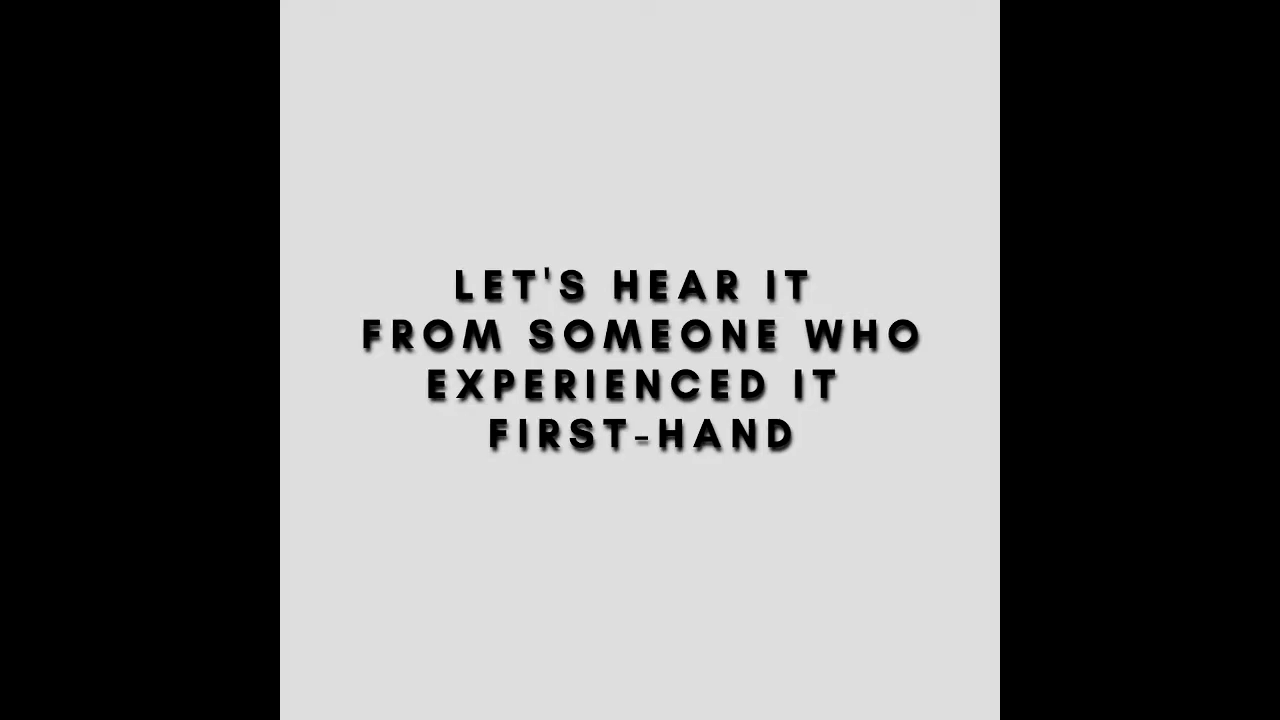 LET'S HEAR IT
FROM SOMEONE WHO
EXPERIENCED IT
FIRST-HAND